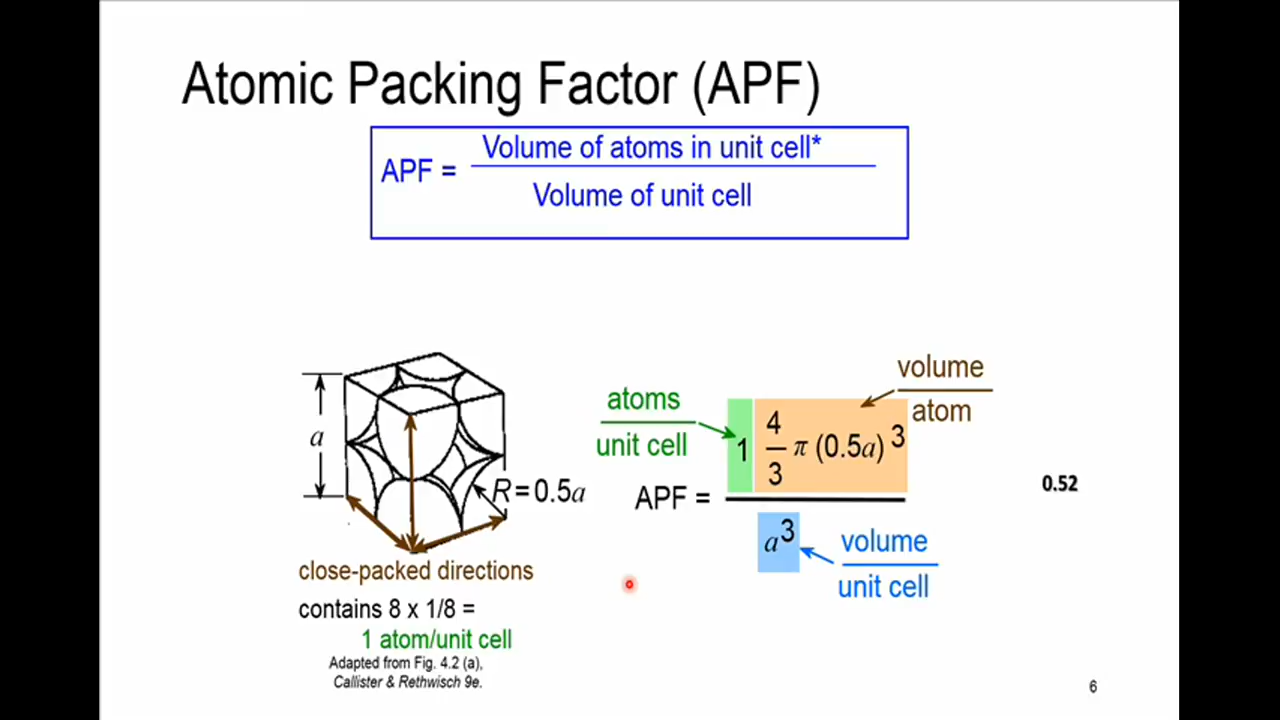 Atomic Packing Factor (APF)
APF = Volume of atoms in unit cell*
Volume of unit cell
a
R=0.5a
close-packed directions
contains 8 x 1/8 =
1 atom/unit cell
Adapted from Fig. 4.2 (a),
Callister & Rethwisch 9e.
atoms
unit cell
volume
atom
APF =
1 4/3 π (0.5a) 3
a3
volume
unit cell
0.52
6